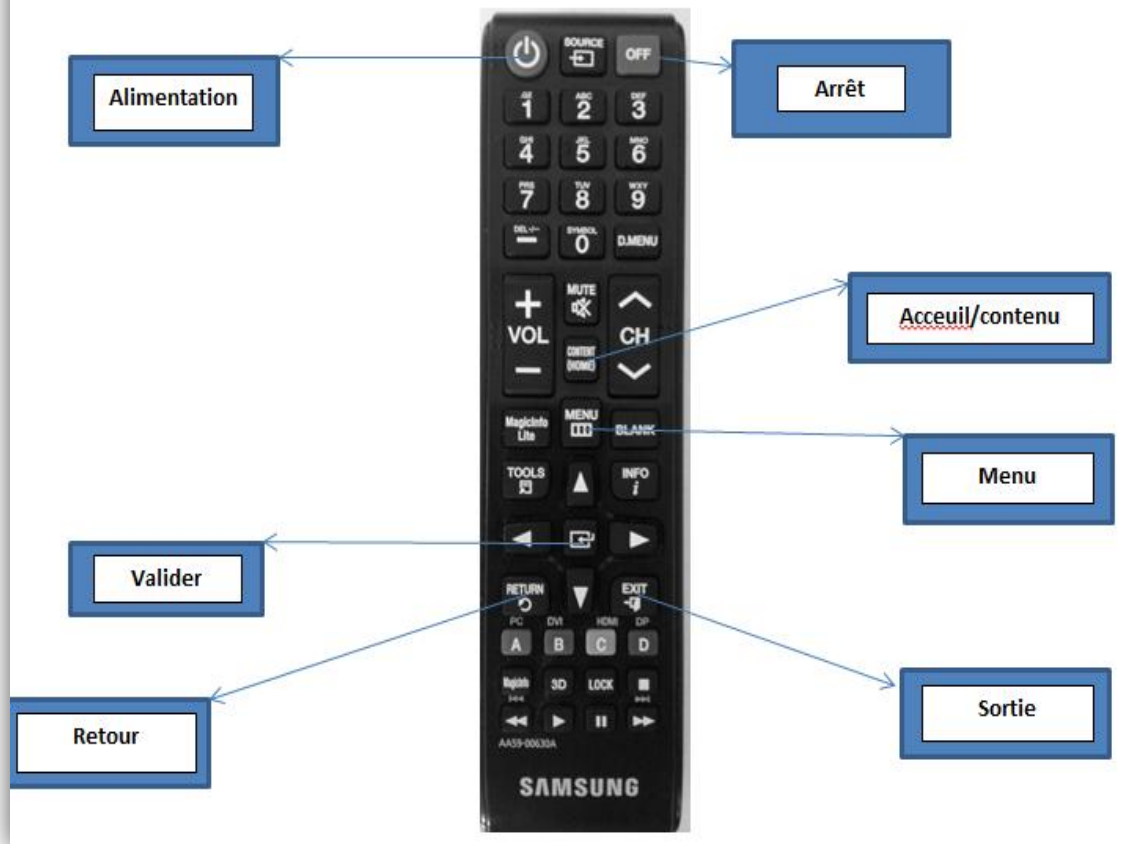 Alimentation
SOURCE
OFF
Arrêt
.QZ
1
ABC
2
DEF
3
GHI
4
JKL
5
MNO
6
PRS
7
TUV
8
WXY
9
DEL-/--
SYMBOL
0
D.MENU
+
VOL
−
MUTE
CH
CONTENT
(HOME)
Acceuil/contenu
MagicInfo
Lite
MENU
BLANK
Menu
TOOLS
INFO
i
Valider
RETURN
EXIT
PC DVI HDMI DP
A B C D
MagicInfo 3D LOCK
AA59-00630A
Retour
Sortie
SAMSUNG